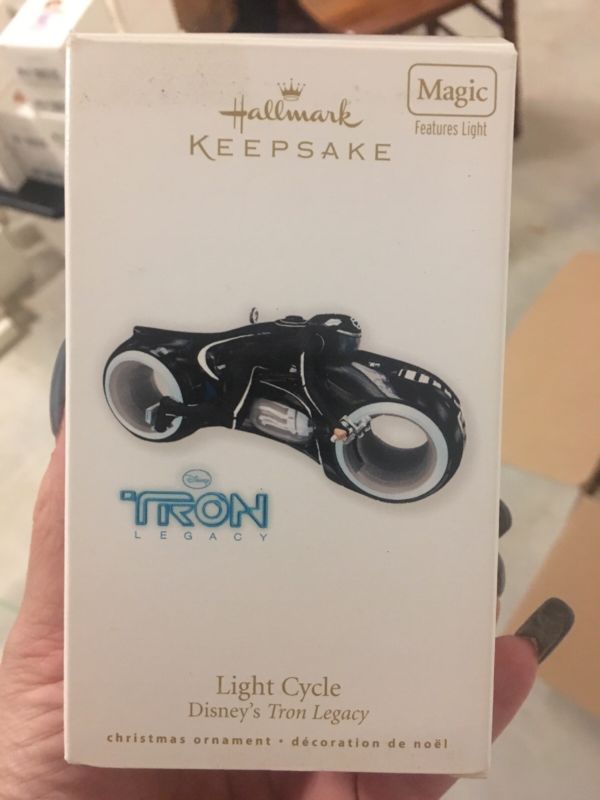 Hallmark
KEEPSAKE
Magic
Features Light
Disney
TRON
LEGACY
Light Cycle
Disney's Tron Legacy
christmas ornament • décoration de noël